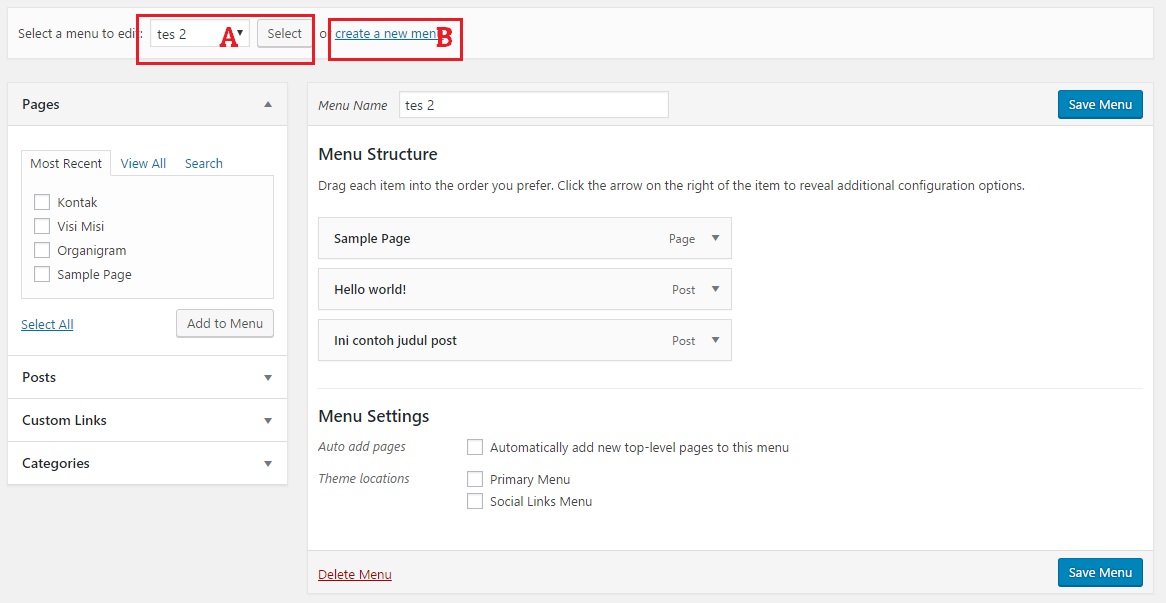 Select a menu to edit: tes 2 A Select or create a new menu B
Pages
Most Recent View All Search
Kontak
Visi Misi
Organigram
Sample Page
Select All Add to Menu
Posts
Custom Links
Categories
Menu Name tes 2 Save Menu
Menu Structure
Drag each item into the order you prefer. Click the arrow on the right of the item to reveal additional configuration options.
Sample Page Page
Hello world! Post
Ini contoh judul post Post
Menu Settings
Auto add pages Automatically add new top-level pages to this menu
Theme locations Primary Menu
Social Links Menu
Delete Menu Save Menu